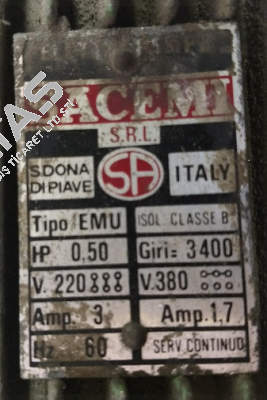 SACEMI
S.R.L.
S.DONA DI PIAVE
SA
ITALY
Tipo EMU ISOL CLASSE B
HP 0,50 Giri= 3400
V. 220 V.380
Amp. 3 Amp.1,7
Hz 60 SERV CONTINUO